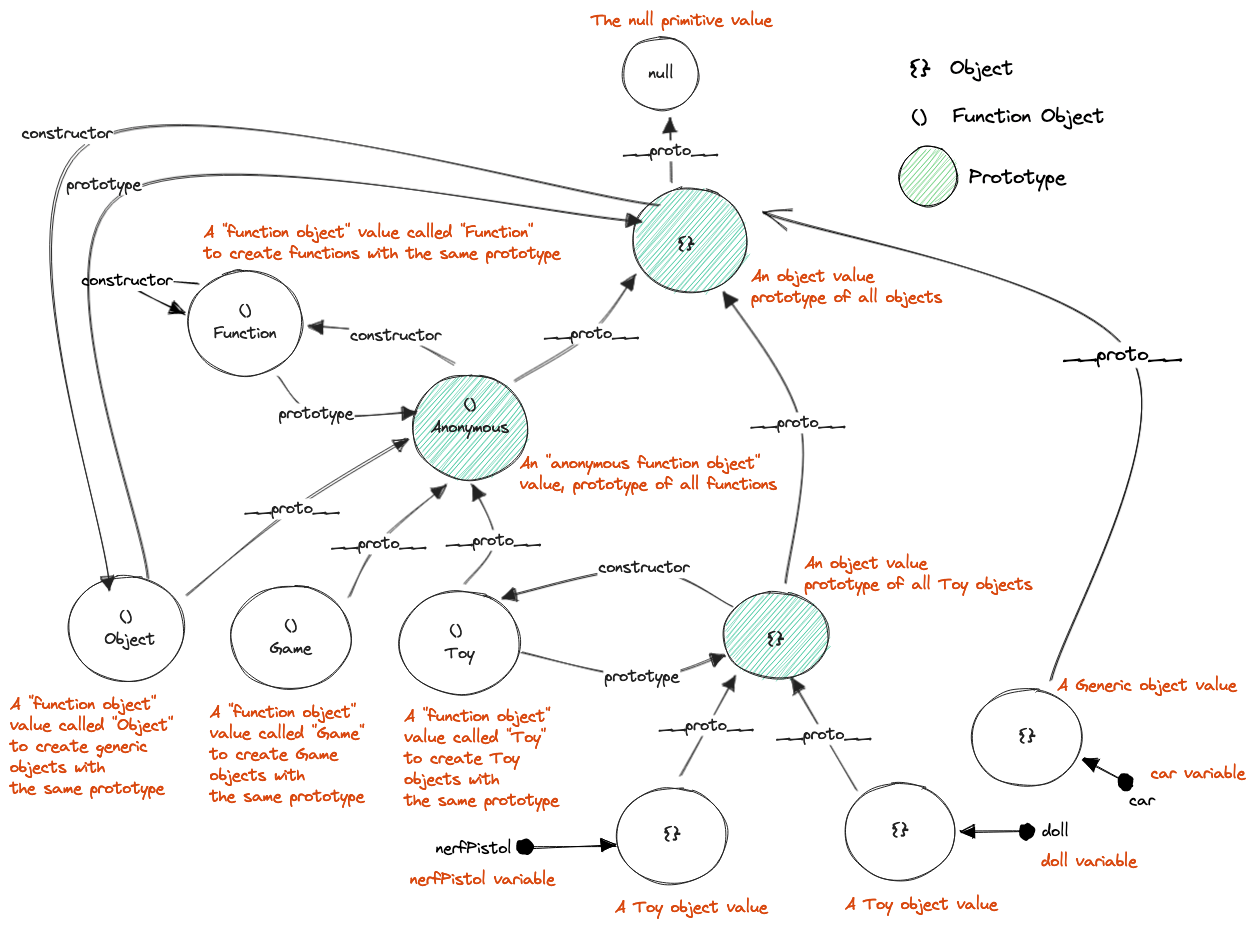 The null primitive value
null
{} Object
() Function Object
Prototype
__proto__
constructor
prototype
A "function object" value called "Function"
to create functions with the same prototype
{}
An object value
prototype of all objects
constructor
()
Function
constructor
__proto__
__proto__
prototype
()
Anonymous
__proto__
An "anonymous function object"
value, prototype of all functions
__proto__
__proto__
__proto__
constructor
An object value
prototype of all Toy objects
()
Object
()
Game
()
Toy
{}
prototype
A "function object"
value called "Object"
to create generic
objects with
the same prototype
A "function object"
value called "Game"
to create Game
objects with
the same prototype
A "function object"
value called "Toy"
to create Toy
objects with
the same prototype
__proto__
__proto__
A Generic object value
{}
car variable
car
nerfPistol
nerfPistol variable
{}
{}
doll
doll variable
A Toy object value
A Toy object value